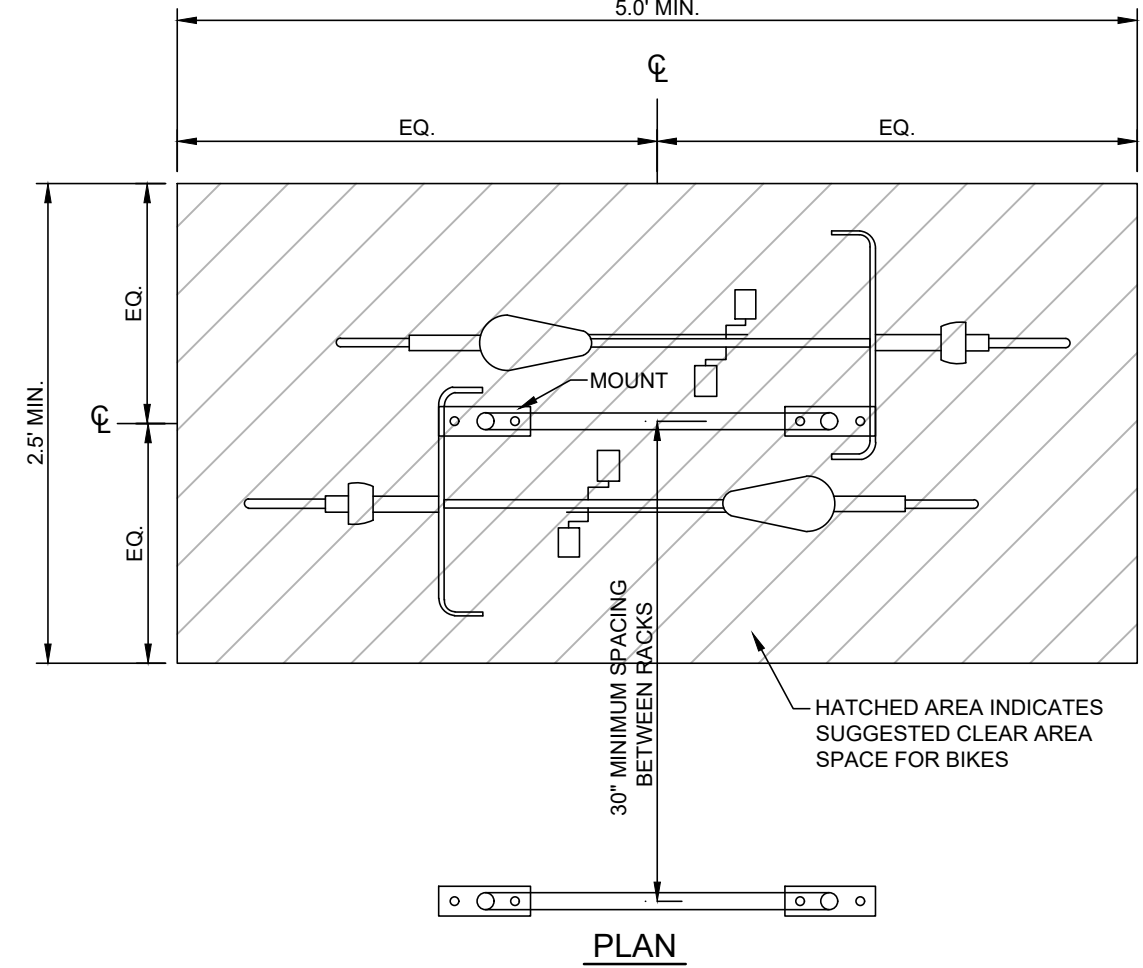 5.0' MIN.
℄
EQ.
EQ.
EQ.
MOUNT
℄
2.5' MIN.
EQ.
30" MINIMUM SPACING
BETWEEN RACKS
HATCHED AREA INDICATES
SUGGESTED CLEAR AREA
SPACE FOR BIKES
PLAN